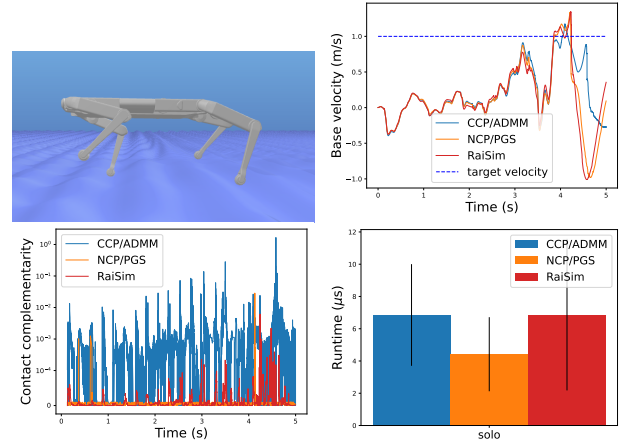 Base velocity (m/s)
1.0
0.5
0.0
−0.5
−1.0
CCP/ADMM
NCP/PGS
RaiSim
target velocity
0
1
2
3
4
5
Time (s)
Contact complementarity
10⁰
10⁻¹
10⁻²
10⁻³
10⁻⁴
0
CCP/ADMM
NCP/PGS
RaiSim
0
1
2
3
4
5
Time (s)
Runtime (μs)
12
10
8
6
4
2
0
CCP/ADMM
NCP/PGS
RaiSim
solo